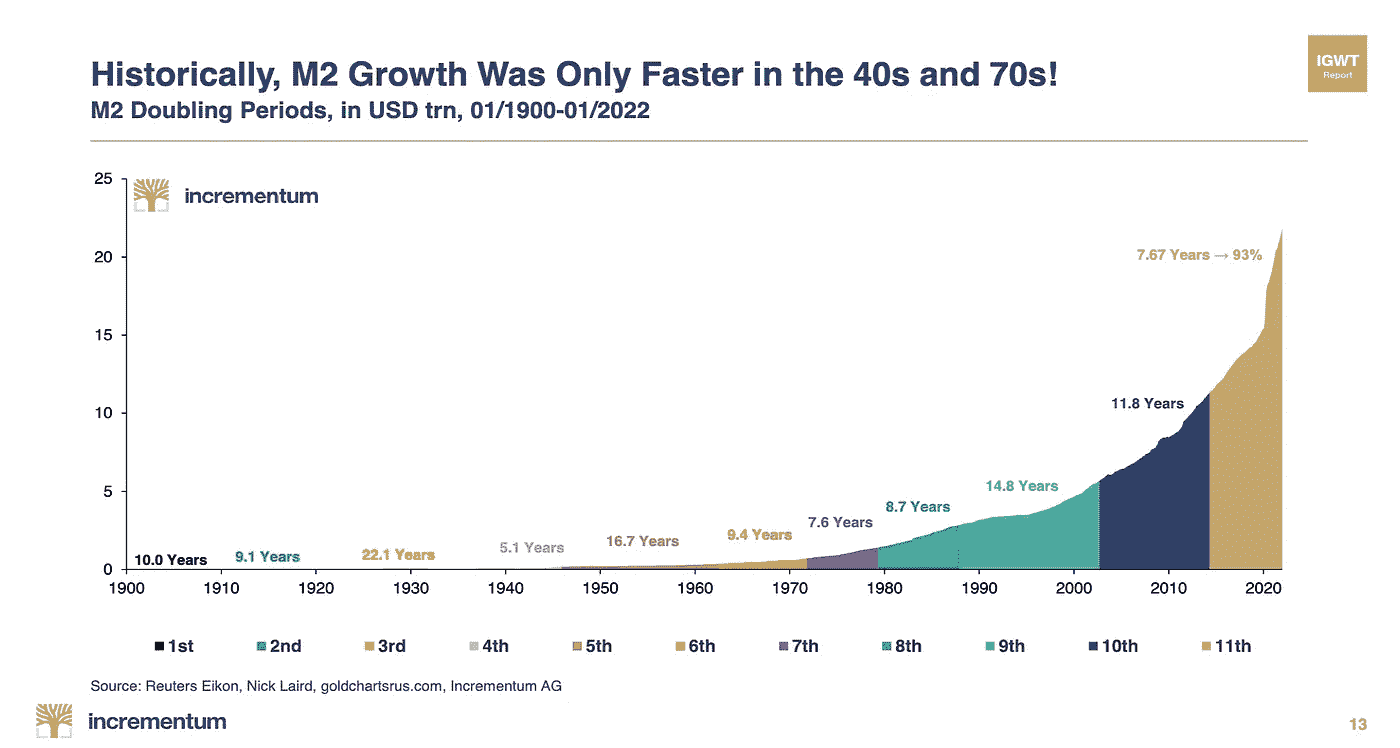 Historically, M2 Growth Was Only Faster in the 40s and 70s!
M2 Doubling Periods, in USD trn, 01/1900-01/2022
IGWT
Report
incrementum
25
20
15
10
5
0
7.67 Years → 93%
11.8 Years
14.8 Years
8.7 Years
7.6 Years
9.4 Years
16.7 Years
5.1 Years
22.1 Years
9.1 Years
10.0 Years
1900 1910 1920 1930 1940 1950 1960 1970 1980 1990 2000 2010 2020
1st 2nd 3rd 4th 5th 6th 7th 8th 9th 10th 11th
Source: Reuters Eikon, Nick Laird, goldchartsrus.com, Incrementum AG
incrementum
13